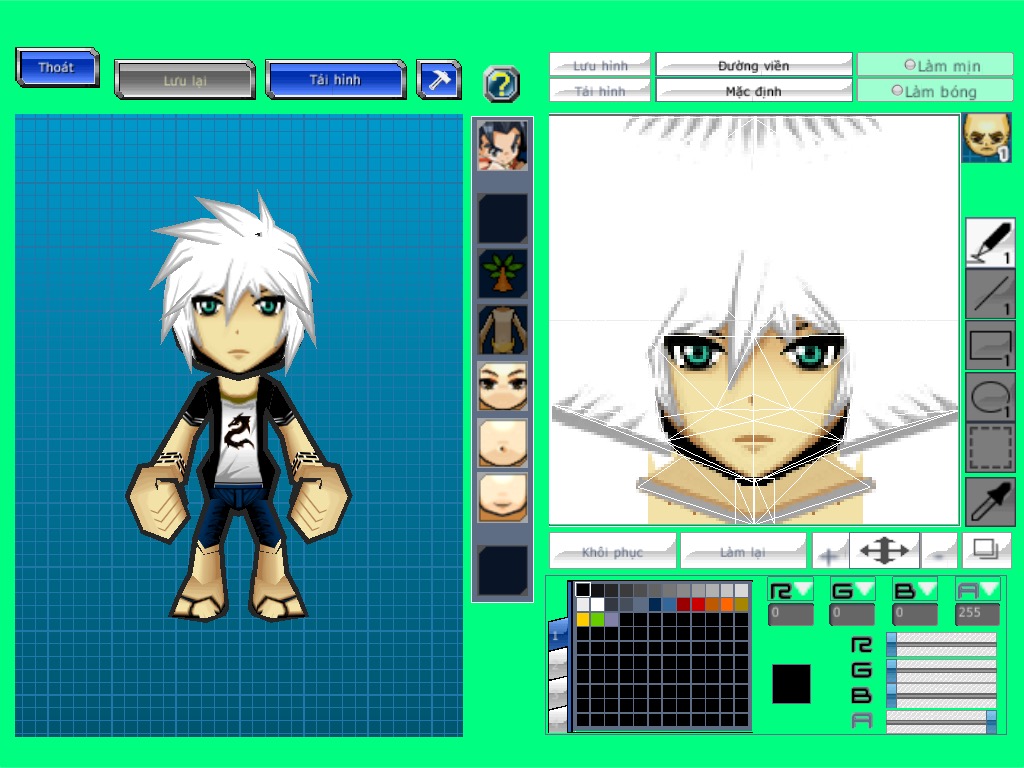 Thoát
Lưu lại
Tải hình
?
Lưu hình
Đường viền
Làm mịn
Tải hình
Mặc định
Làm bóng
1
1
1
1
1
Khôi phục
Làm lại
R G B A
0 0 0 255
1
R
G
B
A